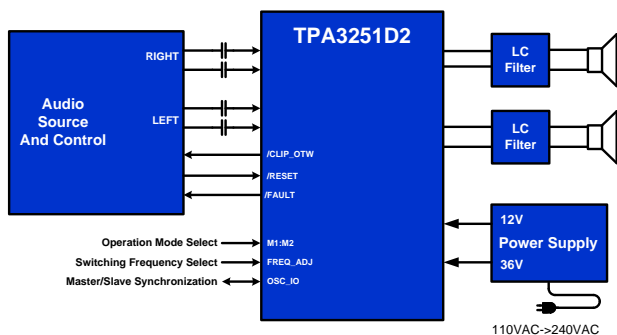 TPA3251D2
RIGHT
LEFT
Audio
Source
And Control
/CLIP_OTW
/RESET
/FAULT
LC
Filter
LC
Filter
12V
Power Supply
36V
Operation Mode Select
M1:M2
Switching Frequency Select
FREQ_ADJ
Master/Slave Synchronization
OSC_IO
110VAC->240VAC